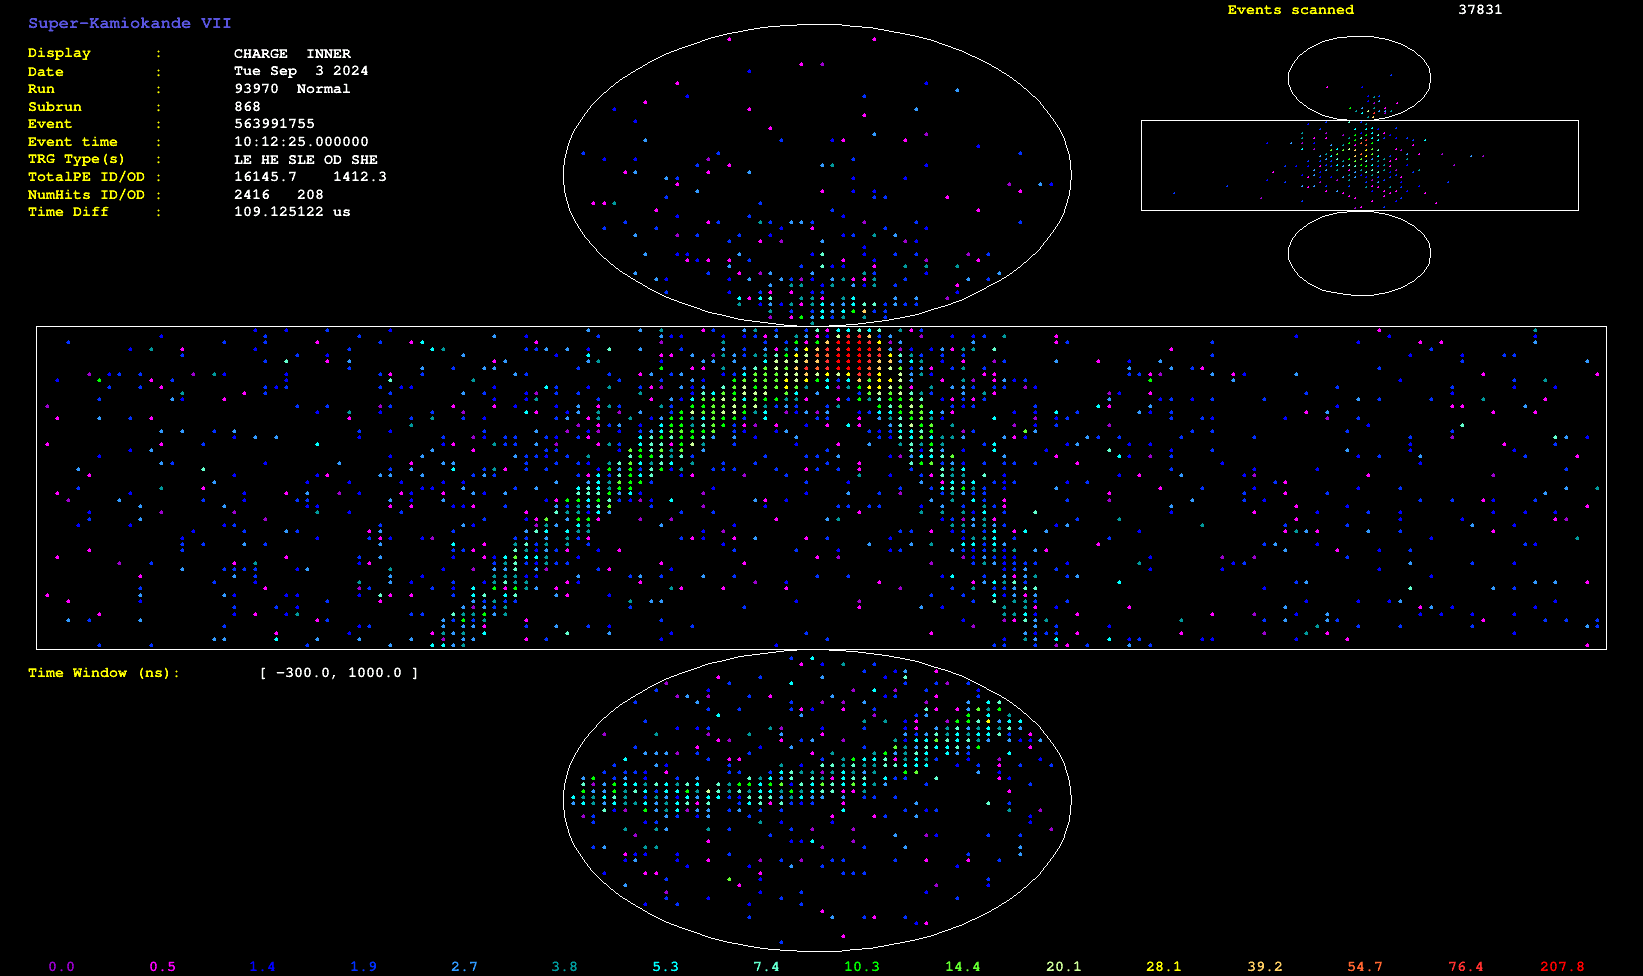 Super-Kamiokande VII
Events scanned 37831
Display : CHARGE INNER
Date : Tue Sep 3 2024
Run : 93970 Normal
Subrun : 868
Event : 563991755
Event time : 10:12:25.000000
TRG Type(s) : LE HE SLE OD SHE
TotalPE ID/OD : 16145.7 1412.3
NumHits ID/OD : 2416 208
Time Diff : 109.125122 us
Time Window (ns): [ -300.0, 1000.0 ]
0.0 0.5 1.4 1.9 2.7 3.8 5.3 7.4 10.3 14.4 20.1 28.1 39.2 54.7 76.4 207.8